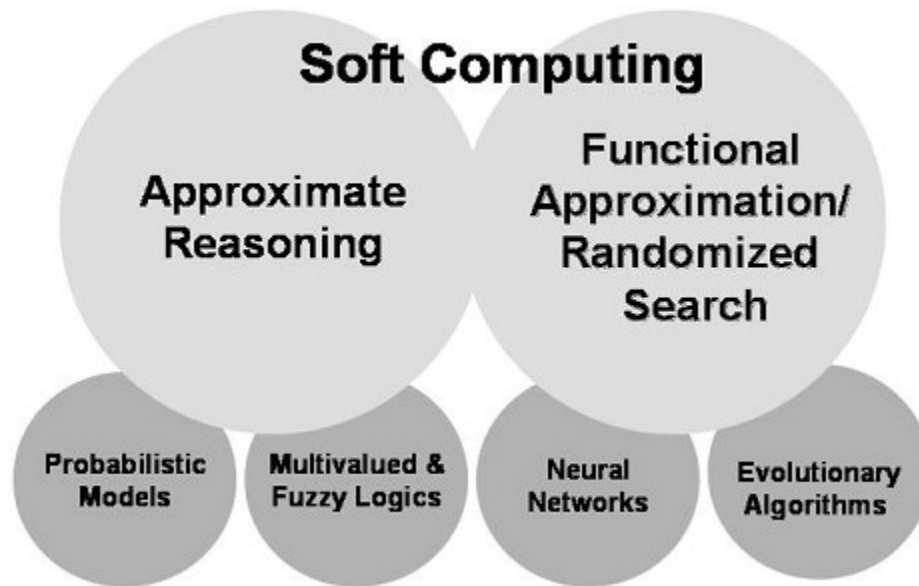 Soft Computing
Approximate
Reasoning
Functional
Approximation/
Randomized
Search
Probabilistic
Models
Multivalued &
Fuzzy Logics
Neural
Networks
Evolutionary
Algorithms